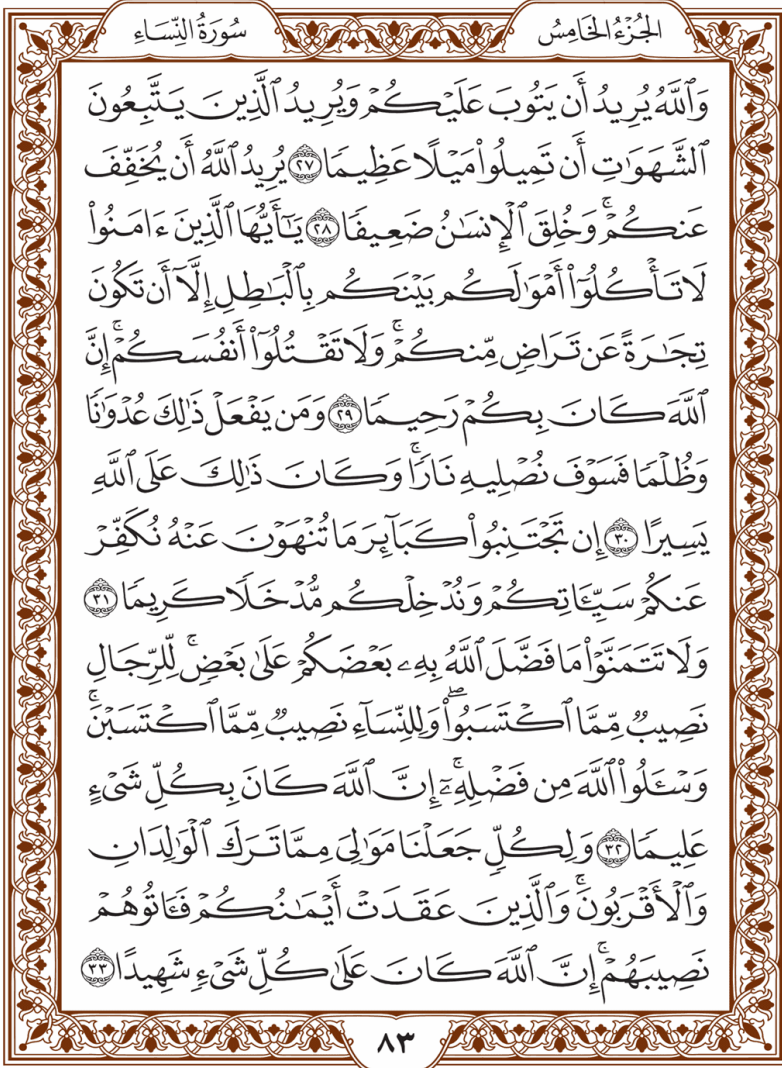 الجُزْءُ الخَامِسُ
سُورَةُ النِّسَاءِ
وَٱللَّهُ يُرِيدُ أَن يَتُوبَ عَلَيۡكُمۡ وَيُرِيدُ ٱلَّذِينَ يَتَّبِعُونَ
ٱلشَّهَوَٰتِ أَن تَمِيلُواْ مَيۡلًا عَظِيمٗا ٢٧ يُرِيدُ ٱللَّهُ أَن يُخَفِّفَ
عَنكُمۡۚ وَخُلِقَ ٱلۡإِنسَٰنُ ضَعِيفٗا ٢٨ يَٰٓأَيُّهَا ٱلَّذِينَ ءَامَنُواْ
لَا تَأۡكُلُوٓاْ أَمۡوَٰلَكُم بَيۡنَكُم بِٱلۡبَٰطِلِ إِلَّآ أَن تَكُونَ
تِجَٰرَةً عَن تَرَاضٖ مِّنكُمۡۚ وَلَا تَقۡتُلُوٓاْ أَنفُسَكُمۡۚ إِنَّ
ٱللَّهَ كَانَ بِكُمۡ رَحِيمٗا ٢٩ وَمَن يَفۡعَلۡ ذَٰلِكَ عُدۡوَٰنٗا
وَظُلۡمٗا فَسَوۡفَ نُصۡلِيهِ نَارٗاۚ وَكَانَ ذَٰلِكَ عَلَى ٱللَّهِ
يَسِيرًا ٣٠ إِن تَجۡتَنِبُواْ كَبَآئِرَ مَا تُنۡهَوۡنَ عَنۡهُ نُكَفِّرۡ
عَنكُمۡ سَيِّـَٔاتِكُمۡ وَنُدۡخِلۡكُم مُّدۡخَلٗا كَرِيمٗا ٣١
وَلَا تَتَمَنَّوۡاْ مَا فَضَّلَ ٱللَّهُ بِهِۦ بَعۡضَكُمۡ عَلَىٰ بَعۡضٖۚ لِّلرِّجَالِ
نَصِيبٞ مِّمَّا ٱكۡتَسَبُواْۖ وَلِلنِّسَآءِ نَصِيبٞ مِّمَّا ٱكۡتَسَبۡنَۚ
وَسۡـَٔلُواْ ٱللَّهَ مِن فَضۡلِهِۦٓۚ إِنَّ ٱللَّهَ كَانَ بِكُلِّ شَيۡءٍ
عَلِيمٗا ٣٢ وَلِكُلّٖ جَعَلۡنَا مَوَٰلِيَ مِمَّا تَرَكَ ٱلۡوَٰلِدَانِ
وَٱلۡأَقۡرَبُونَۚ وَٱلَّذِينَ عَقَدَتۡ أَيۡمَٰنُكُمۡ فَـَٔاتُوهُمۡ
نَصِيبَهُمۡۚ إِنَّ ٱللَّهَ كَانَ عَلَىٰ كُلِّ شَيۡءٖ شَهِيدًا ٣٣
٨٣